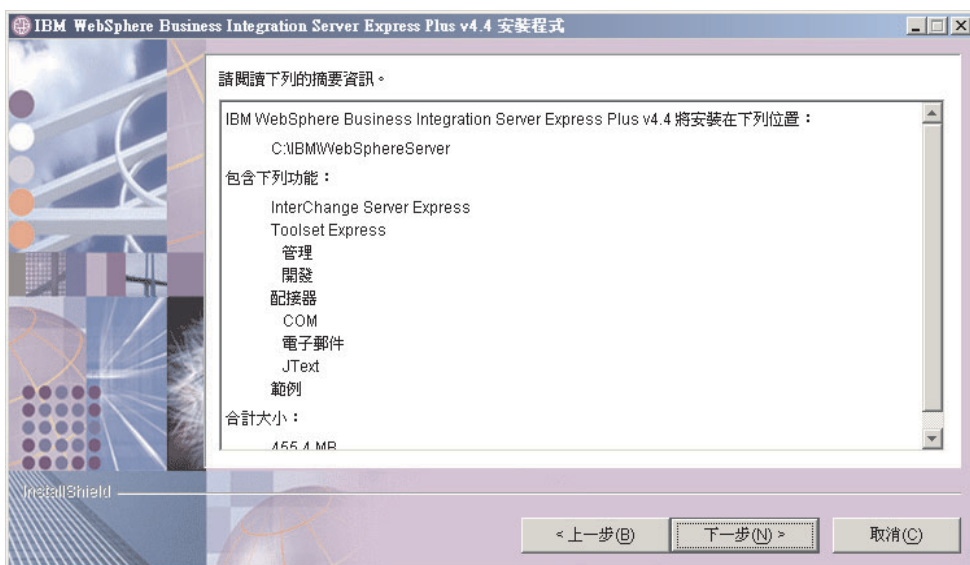 IBM WebSphere Business Integration Server Express Plus v4.4 安裝程式
請閱讀下列的摘要資訊。
IBM WebSphere Business Integration Server Express Plus v4.4 將安裝在下列位置：
C:\IBM\WebSphereServer
包含下列功能：
InterChange Server Express
Toolset Express
管理
開發
配接器
COM
電子郵件
JText
範例
合計大小：
455.4 MB
InstallShield
< 上一步(B)
下一步(N) >
取消(C)